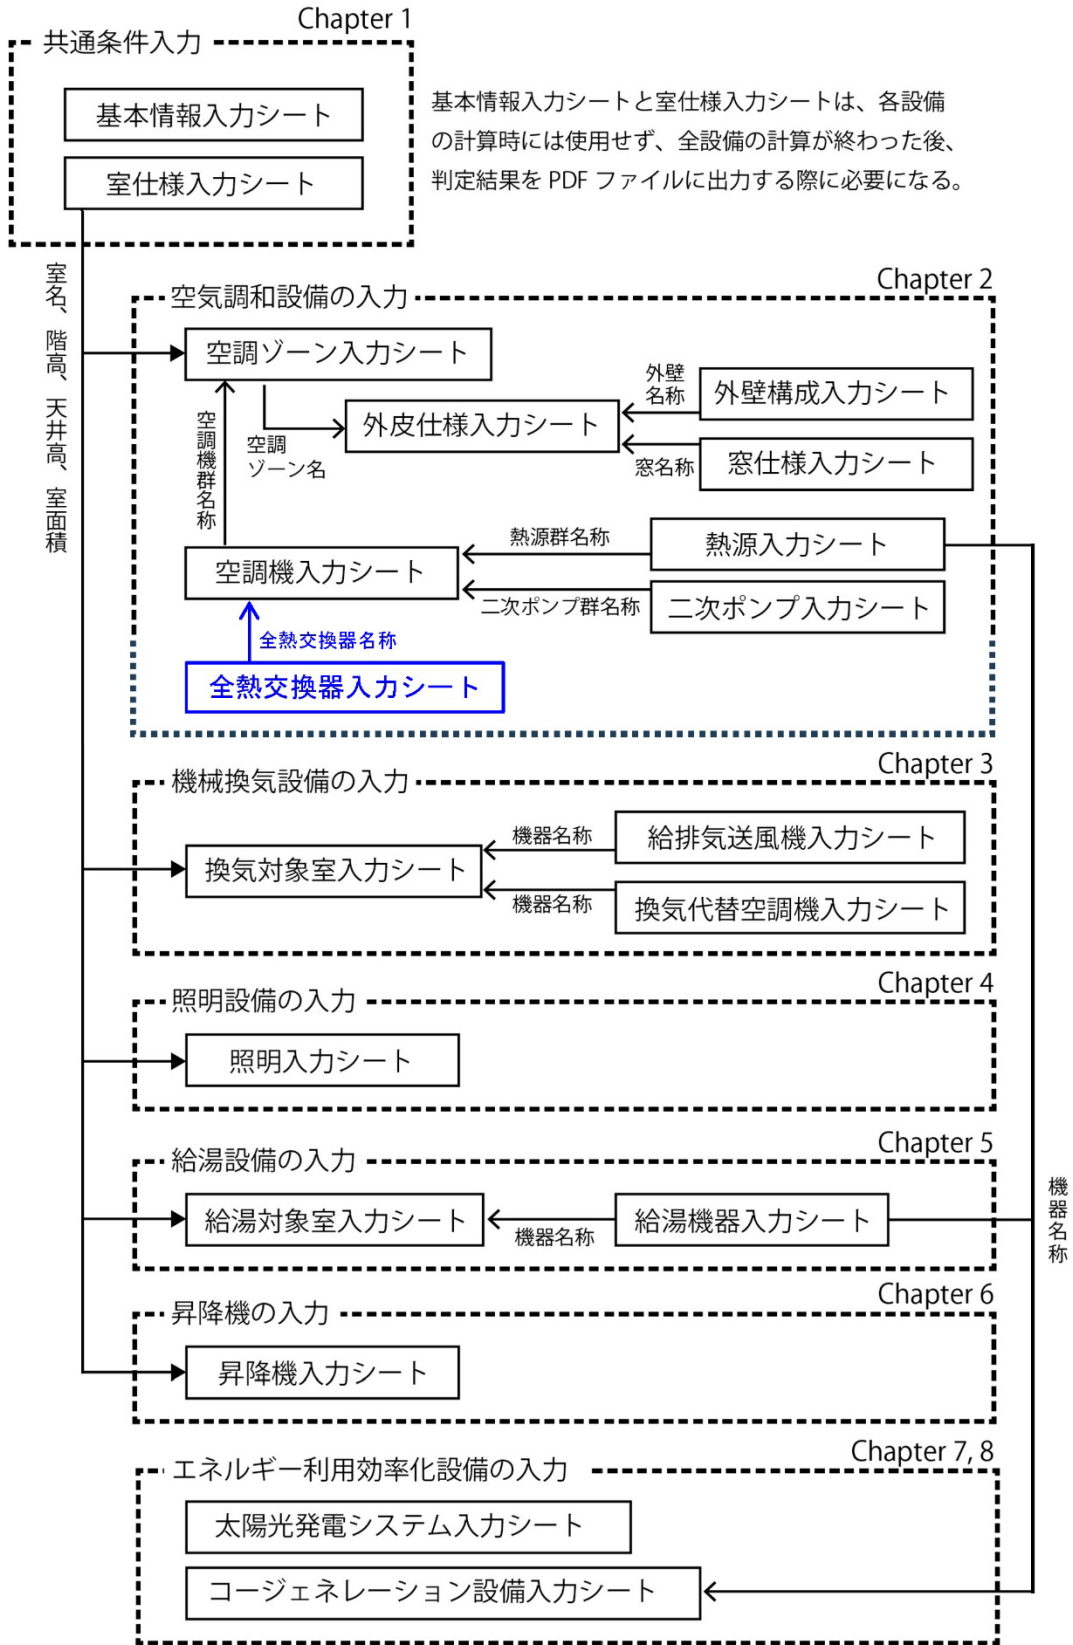 Chapter 1
共通条件入力
基本情報入力シート
室仕様入力シート
基本情報入力シートと室仕様入力シートは、各設備
の計算時には使用せず、全設備の計算が終わった後、
判定結果を PDF ファイルに出力する際に必要になる。
室名、階高、天井高、室面積
Chapter 2
空気調和設備の入力
空調ゾーン入力シート
外壁
名称
外壁構成入力シート
外皮仕様入力シート
空調機群名称
空調
ゾーン名
窓名称
窓仕様入力シート
熱源群名称
熱源入力シート
空調機入力シート
二次ポンプ群名称
二次ポンプ入力シート
全熱交換器名称
全熱交換器入力シート
Chapter 3
機械換気設備の入力
機器名称
給排気送風機入力シート
換気対象室入力シート
機器名称
換気代替空調機入力シート
Chapter 4
照明設備の入力
照明入力シート
Chapter 5
給湯設備の入力
給湯対象室入力シート
機器名称
給湯機器入力シート
機器名称
Chapter 6
昇降機の入力
昇降機入力シート
Chapter 7, 8
エネルギー利用効率化設備の入力
太陽光発電システム入力シート
コージェネレーション設備入力シート